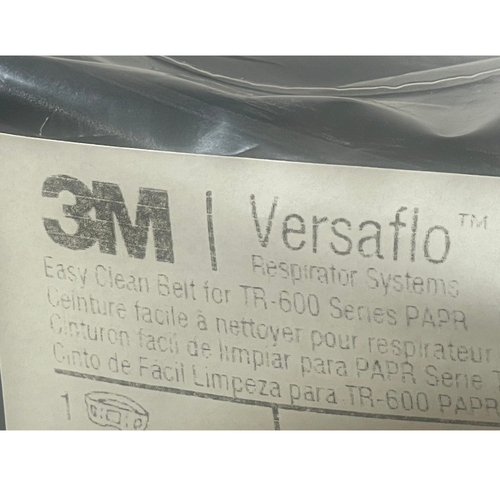 3M | Versaflo™
Respirator Systems
Easy Clean Belt for TR-600 Series PAPR
Ceinture facile à nettoyer pour respirateur
Cinturon facil de limpiar para PAPR Serie T
Cinto de Fácil Limpeza para TR-600 PAPR
1